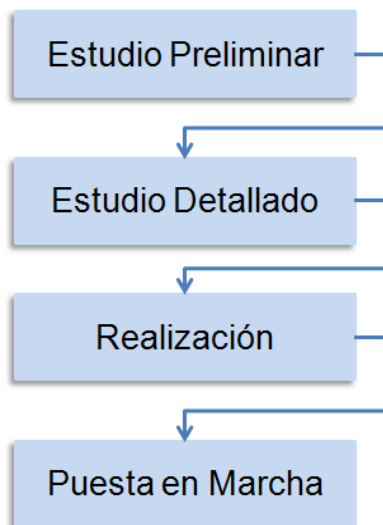 Estudio Preliminar
Estudio Detallado
Realización
Puesta en Marcha